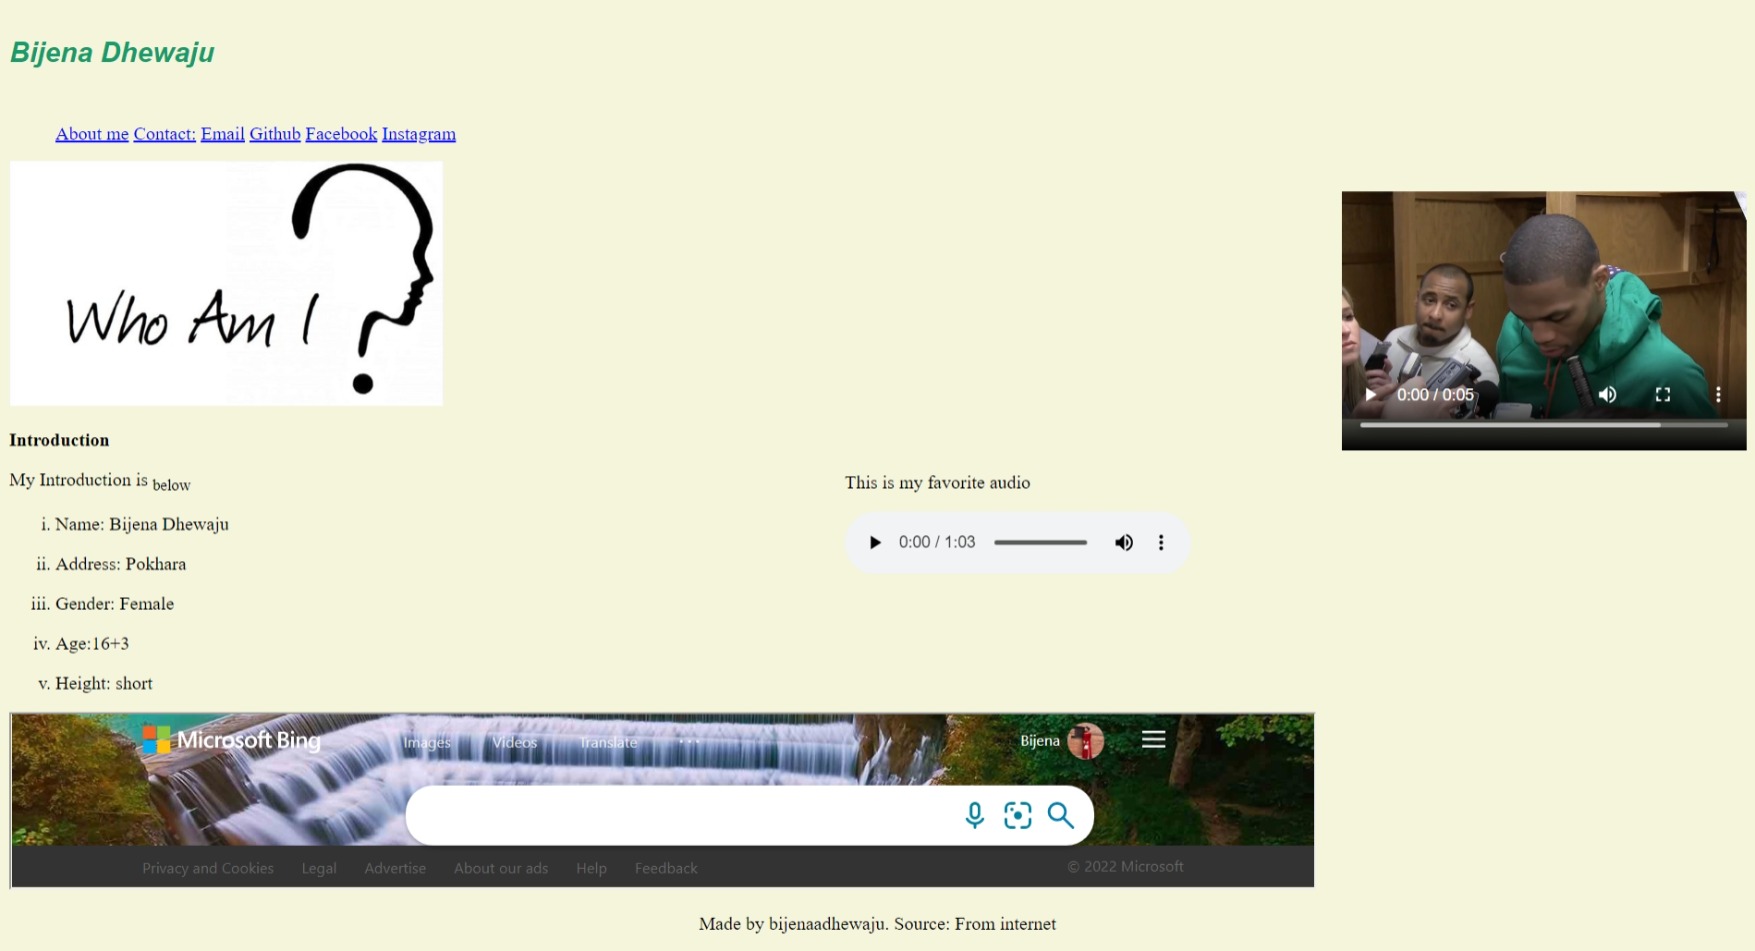 Bijena Dhewaju
About me Contact: Email Github Facebook Instagram
Who Am I ?
0:00 / 0:05
Introduction
My Introduction is below
i. Name: Bijena Dhewaju
ii. Address: Pokhara
iii. Gender: Female
iv. Age:16+3
v. Height: short
This is my favorite audio
0:00 / 1:03
Microsoft Bing Images Videos Translate ... Bijena
Privacy and Cookies Legal Advertise About our ads Help Feedback © 2022 Microsoft
Made by bijenaadhewaju. Source: From internet